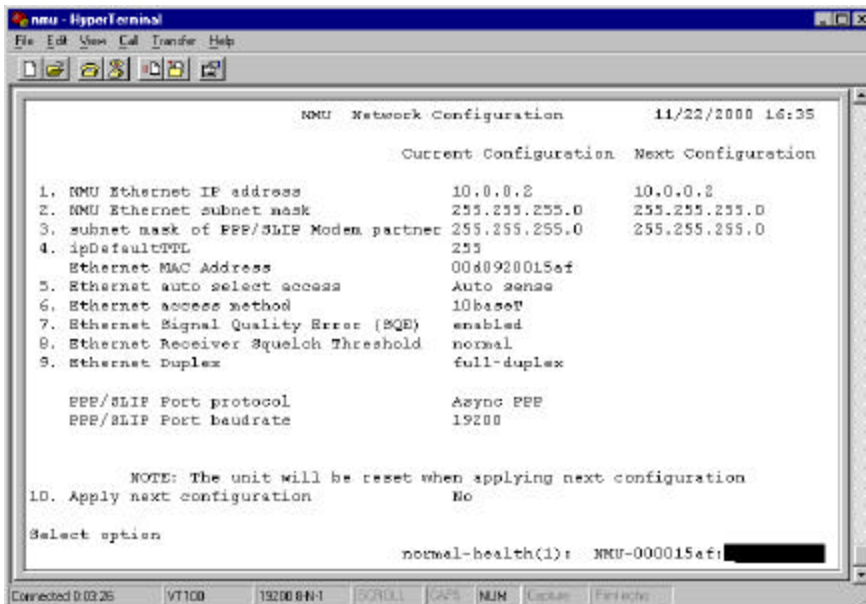 nmu - HyperTerminal
File Edit View Call Transfer Help
NMU Network Configuration 11/22/2000 16:35
Current Configuration Next Configuration
1. NMU Ethernet IP address 10.0.0.2 10.0.0.2
2. NMU Ethernet subnet mask 255.255.255.0 255.255.255.0
3. subnet mask of PPP/SLIP Modem partner 255.255.255.0 255.255.255.0
4. ipDefaultTTL 255
Ethernet MAC Address 00d0920015af
5. Ethernet auto select access Auto sense
6. Ethernet access method 10baseT
7. Ethernet Signal Quality Error (SQE) enabled
8. Ethernet Receiver Squelch Threshold normal
9. Ethernet Duplex full-duplex
PPP/SLIP Port protocol Async PPP
PPP/SLIP Port baudrate 19200
NOTE: The unit will be reset when applying next configuration
10. Apply next configuration No
Select option
normal-health(1): NMU-000015af:
Connected 0:03:26 VT100 19200 8-N-1 SCROLL CAPS NUM Capture Print echo